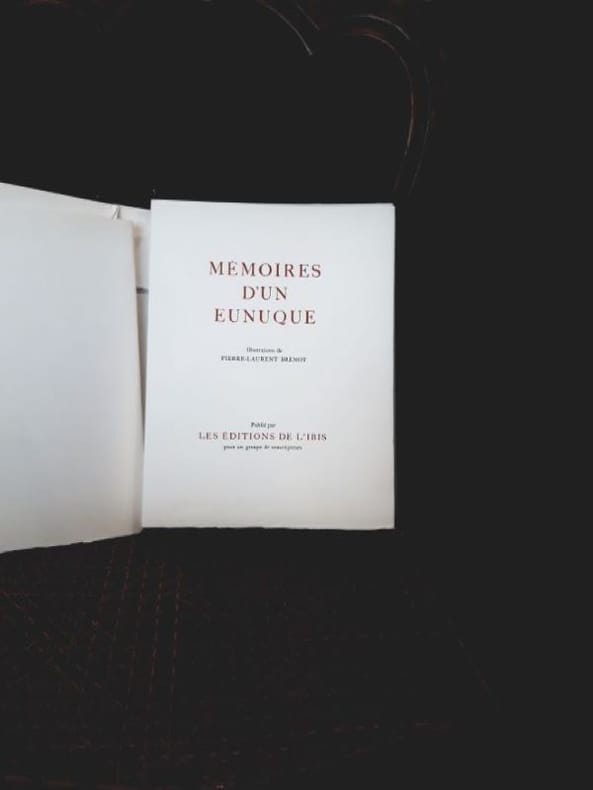 MÉMOIRES
D'UN
EUNUQUE
Illustrations de
PIERRE-LAURENT BRENOT
Publié par
LES ÉDITIONS DE L'IBIS
pour un groupe de souscripteurs